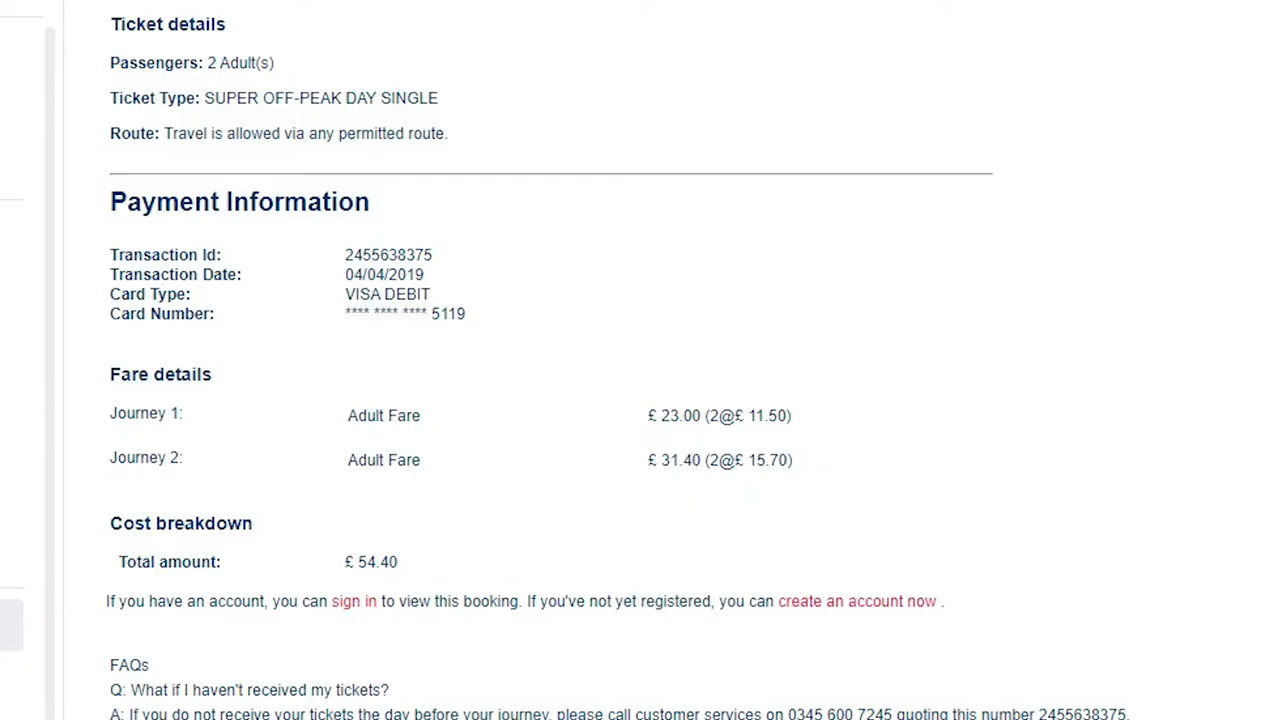 Ticket details
Passengers: 2 Adult(s)
Ticket Type: SUPER OFF-PEAK DAY SINGLE
Route: Travel is allowed via any permitted route.
Payment Information
Transaction Id: 2455638375
Transaction Date: 04/04/2019
Card Type: VISA DEBIT
Card Number: **** **** **** 5119
Fare details
Journey 1: Adult Fare £ 23.00 (2@£ 11.50)
Journey 2: Adult Fare £ 31.40 (2@£ 15.70)
Cost breakdown
Total amount: £ 54.40
If you have an account, you can sign in to view this booking. If you've not yet registered, you can create an account now .
FAQs
Q: What if I haven't received my tickets?
A: If you do not receive your tickets the day before your journey, please call customer services on 0345 600 7245 quoting this number 2455638375.